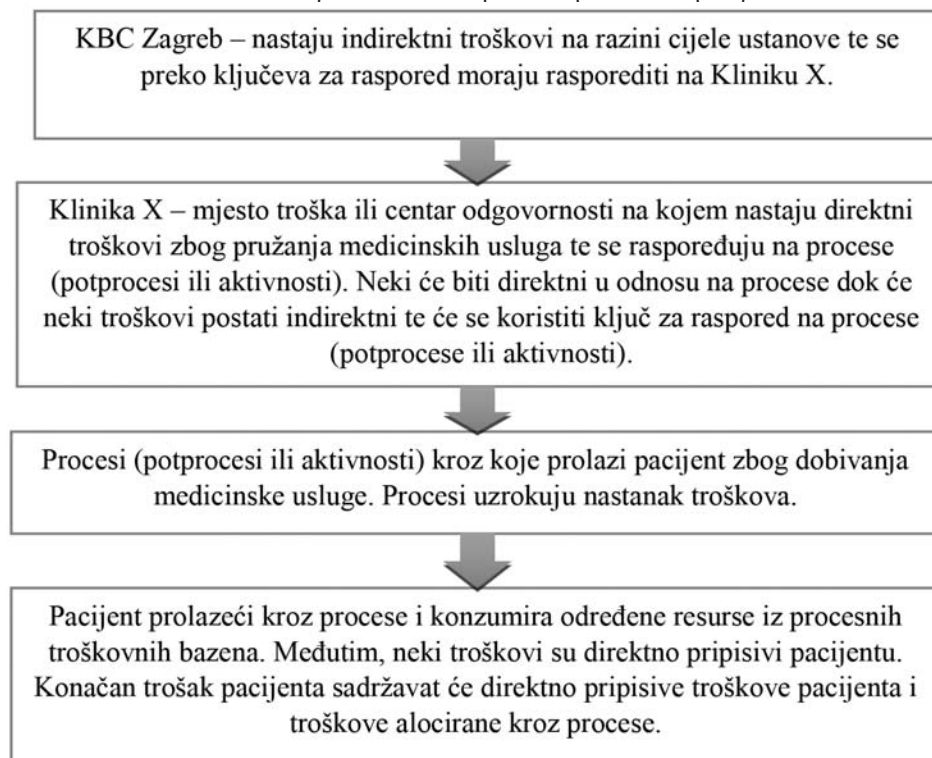 KBC Zagreb – nastaju indirektni troškovi na razini cijele ustanove te se
preko ključeva za raspored moraju rasporediti na Kliniku X.
Klinika X – mjesto troška ili centar odgovornosti na kojem nastaju direktni
troškovi zbog pružanja medicinskih usluga te se raspoređuju na procese
(potprocesi ili aktivnosti). Neki će biti direktni u odnosu na procese dok će
neki troškovi postati indirektni te će se koristiti ključ za raspored na procese
(potprocese ili aktivnosti).
Procesi (potprocesi ili aktivnosti) kroz koje prolazi pacijent zbog dobivanja
medicinske usluge. Procesi uzrokuju nastanak troškova.
Pacijent prolazeći kroz procese i konzumira određene resurse iz procesnih
troškovnih bazena. Međutim, neki troškovi su direktno pripisivi pacijentu.
Konačan trošak pacijenta sadržavat će direktno pripisive troškove pacijenta i
troškove alocirane kroz procese.